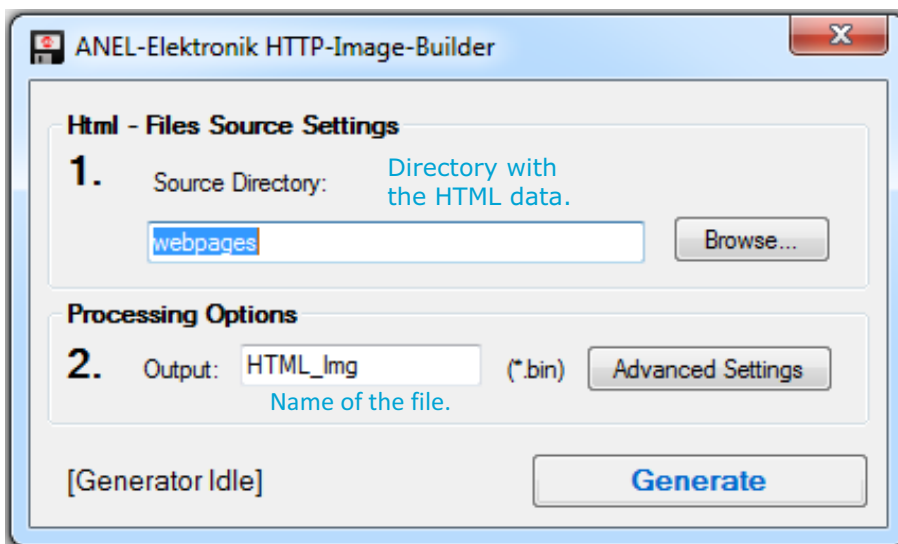 ANEL-Elektronik HTTP-Image-Builder
x
Html - Files Source Settings
1.
Source Directory:
Directory with
the HTML data.
webpages
Browse...
Processing Options
2.
Output:
HTML_Img
(*.bin)
Advanced Settings
Name of the file.
[Generator Idle]
Generate